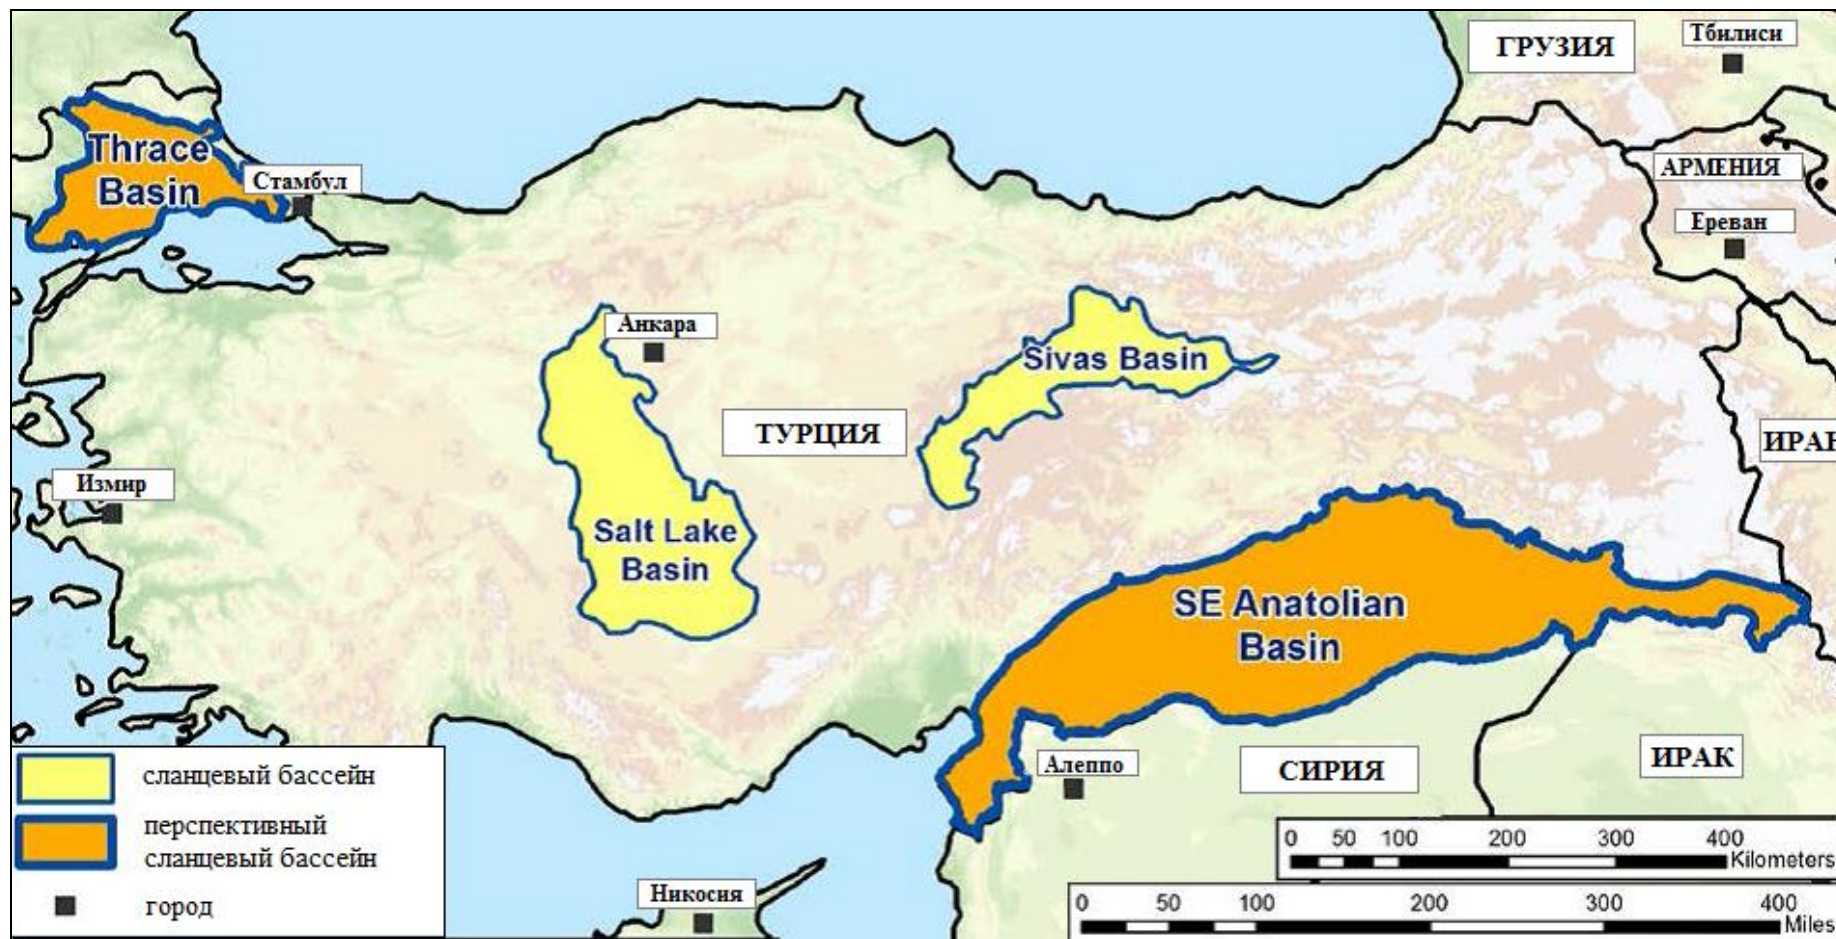 ГРУЗИЯ
Тбилиси
Thrace
Basin
Стамбул
АРМЕНИЯ
Ереван
Анкара
Sivas Basin
ТУРЦИЯ
ИРАН
Измир
Salt Lake
Basin
SE Anatolian
Basin
Алеппо
СИРИЯ
ИРАК
сланцевый бассейн
перспективный
сланцевый бассейн
город
Никосия
0 50 100 200 300 400
Kilometers
0 50 100 200 300 400
Miles